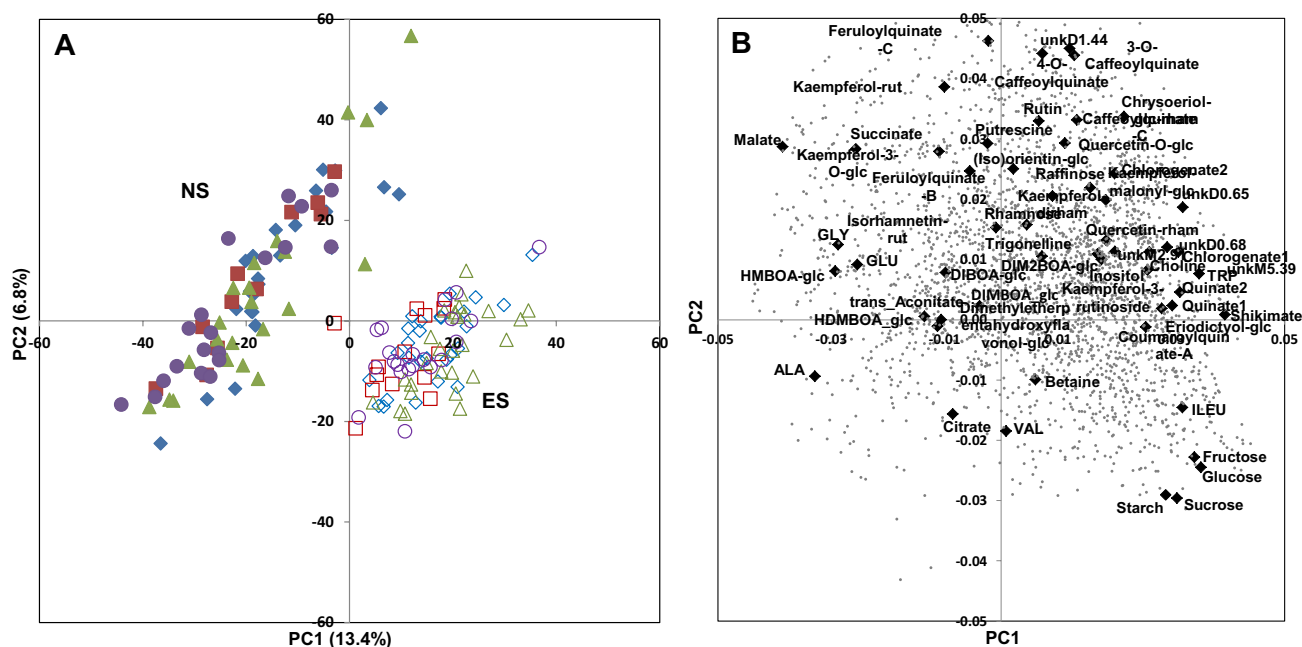 A
60
40
20
0
-20
-40
-60
-60
-40
-20
0
20
40
60
NS
ES
PC2 (6.8%)
PC1 (13.4%)
B
0.05
0.04
0.03
0.02
0.01
0.00
-0.01
-0.02
-0.03
-0.04
-0.05
-0.05
-0.03
-0.01
0.01
0.03
0.05
PC2
PC1
Feruloylquinate
-C
unkD1.44
3-O-
Caffeoylquinate
4-O-
Caffeoylquinate
Kaempferol-rut
Chrysoeriol-
Rutin
Malate
Succinate
Putrescine
-C
Quercetin-O-glc
Kaempferol-3-
O-glc
(Iso)orientin-glc
Chlorogenate2
Feruloylquinate
-B
Raffinose
Kaempferol-
malonyl-glc
unkD0.65
Kaempferol-
Isorhamnetin-
rut
Rhamnose
Quercetin-rham
GLY
Trigonelline
unkD0.68
GLU
DIM2BOA-glc
Chlorogenate1
HMBOA-glc
DIBOA-glc
Inositol
Choline
TRP
unkM5.39
Kaempferol-3-
rutinoside
Quinate2
trans_Aconitate
DIMBOA_glc
Quinate1
HDMBOA_glc
Dimethyletherp
entahydroxyfla
vonol-glc
Shikimate
Eriodictyol-glc
Coumaroylquin
ate-A
ALA
Betaine
Citrate
VAL
ILEU
Fructose
Glucose
Starch
Sucrose